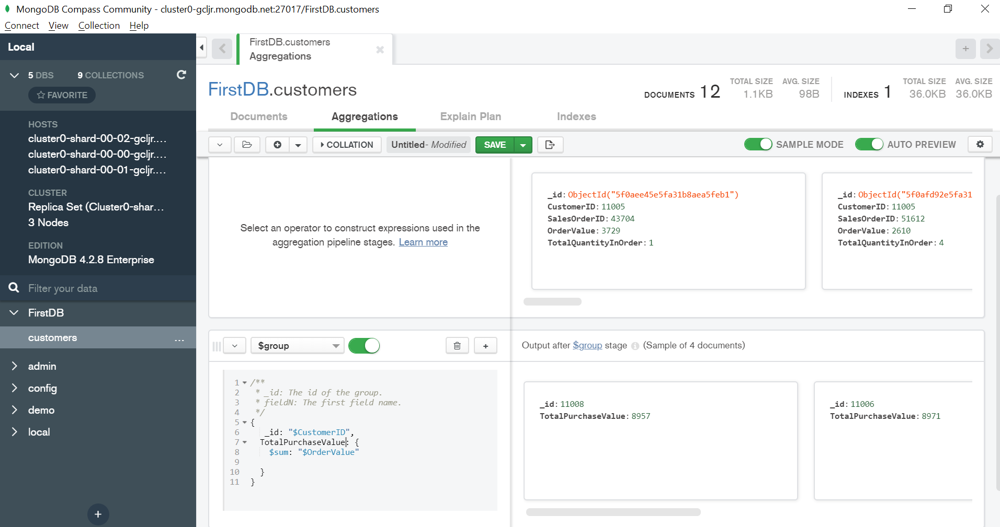 MongoDB Compass Community - cluster0-gcljr.mongodb.net:27017/FirstDB.customers
Connect View Collection Help
Local
5 DBS 9 COLLECTIONS
FAVORITE
HOSTS
cluster0-shard-00-02-gcljr....
cluster0-shard-00-00-gcljr....
cluster0-shard-00-01-gcljr....
CLUSTER
Replica Set (Cluster0-shar...
3 Nodes
EDITION
MongoDB 4.2.8 Enterprise
Filter your data
FirstDB
customers ...
admin
config
demo
local
+
FirstDB.customers
Aggregations
FirstDB.customers
DOCUMENTS 12 TOTAL SIZE 1.1KB AVG. SIZE 98B
INDEXES 1 TOTAL SIZE 36.0KB AVG. SIZE 36.0KB
Documents Aggregations Explain Plan Indexes
COLLATION Untitled- Modified SAVE SAMPLE MODE AUTO PREVIEW
Select an operator to construct expressions used in the
aggregation pipeline stages. Learn more
_id: ObjectId("5f0aee45e5fa31b8aea5feb1")
CustomerID: 11005
SalesOrderID: 43704
OrderValue: 3729
TotalQuantityInOrder: 1
_id: ObjectId("5f0afd92e5fa31
CustomerID: 11005
SalesOrderID: 51612
OrderValue: 2610
TotalQuantityInOrder: 4
$group
Output after $group stage (Sample of 4 documents)
1 /**
2 * _id: The id of the group.
3 * fieldN: The first field name.
4 */
5 {
6 _id: "$CustomerID",
7 TotalPurchaseValue: {
8 $sum: "$OrderValue"
9
10 }
11 }
_id: 11008
TotalPurchaseValue: 8957
_id: 11006
TotalPurchaseValue: 8971